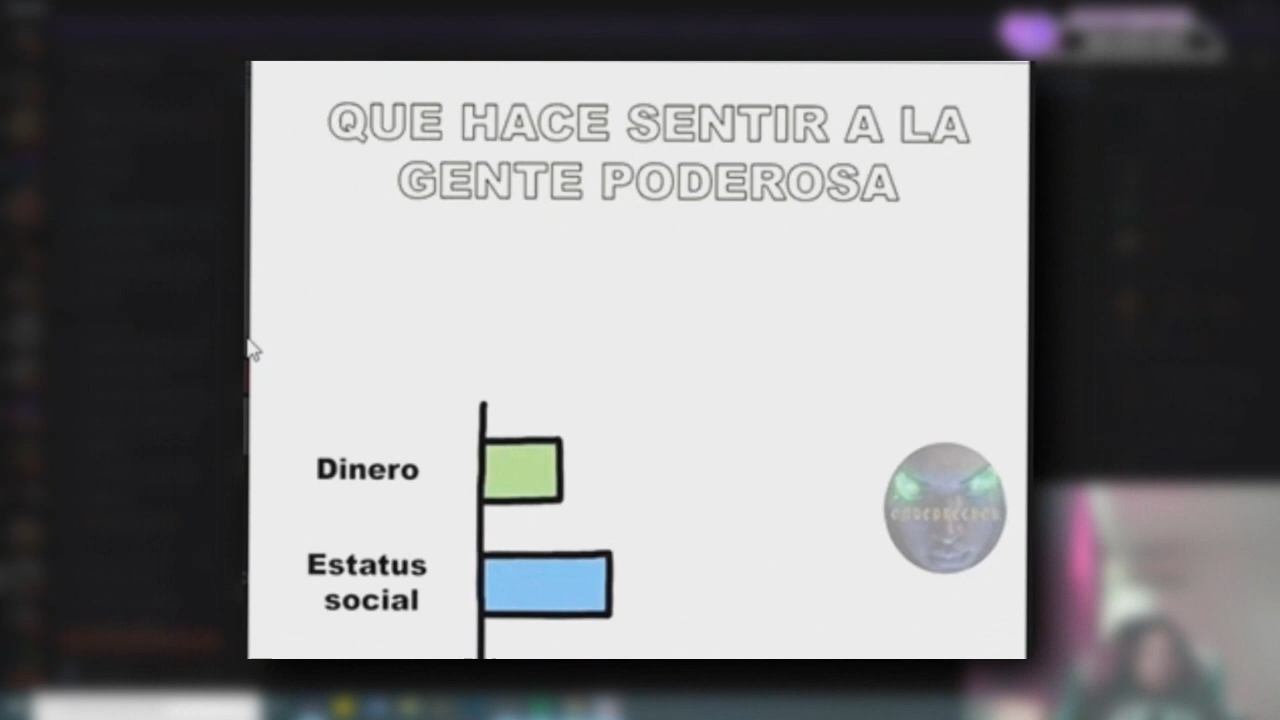 QUE HACE SENTIR A LA
GENTE PODEROSA
Dinero
Estatus
social